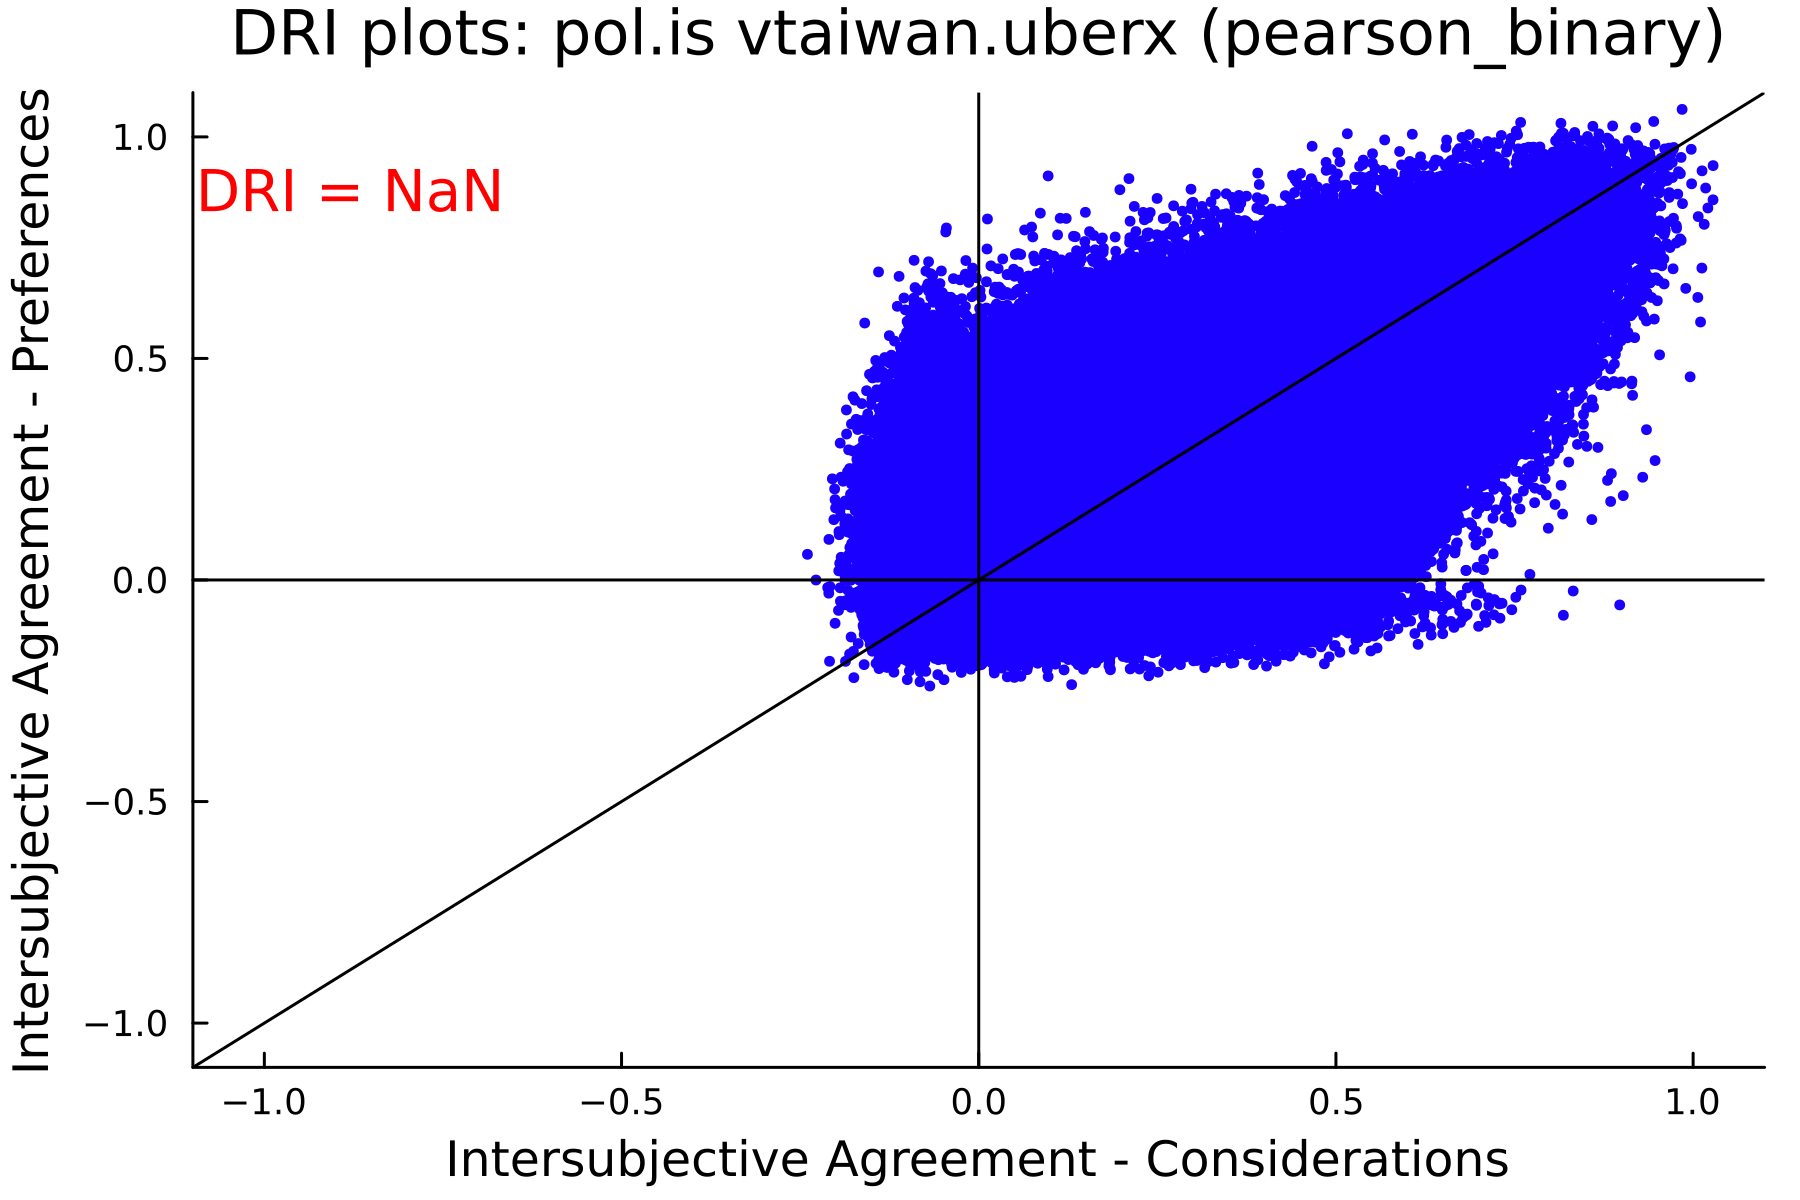 DRI plots: pol.is vtaiwan.uberx (pearson_binary)
DRI = NaN
Intersubjective Agreement - Preferences
1.0
0.5
0.0
−0.5
−1.0
−1.0 −0.5 0.0 0.5 1.0
Intersubjective Agreement - Considerations